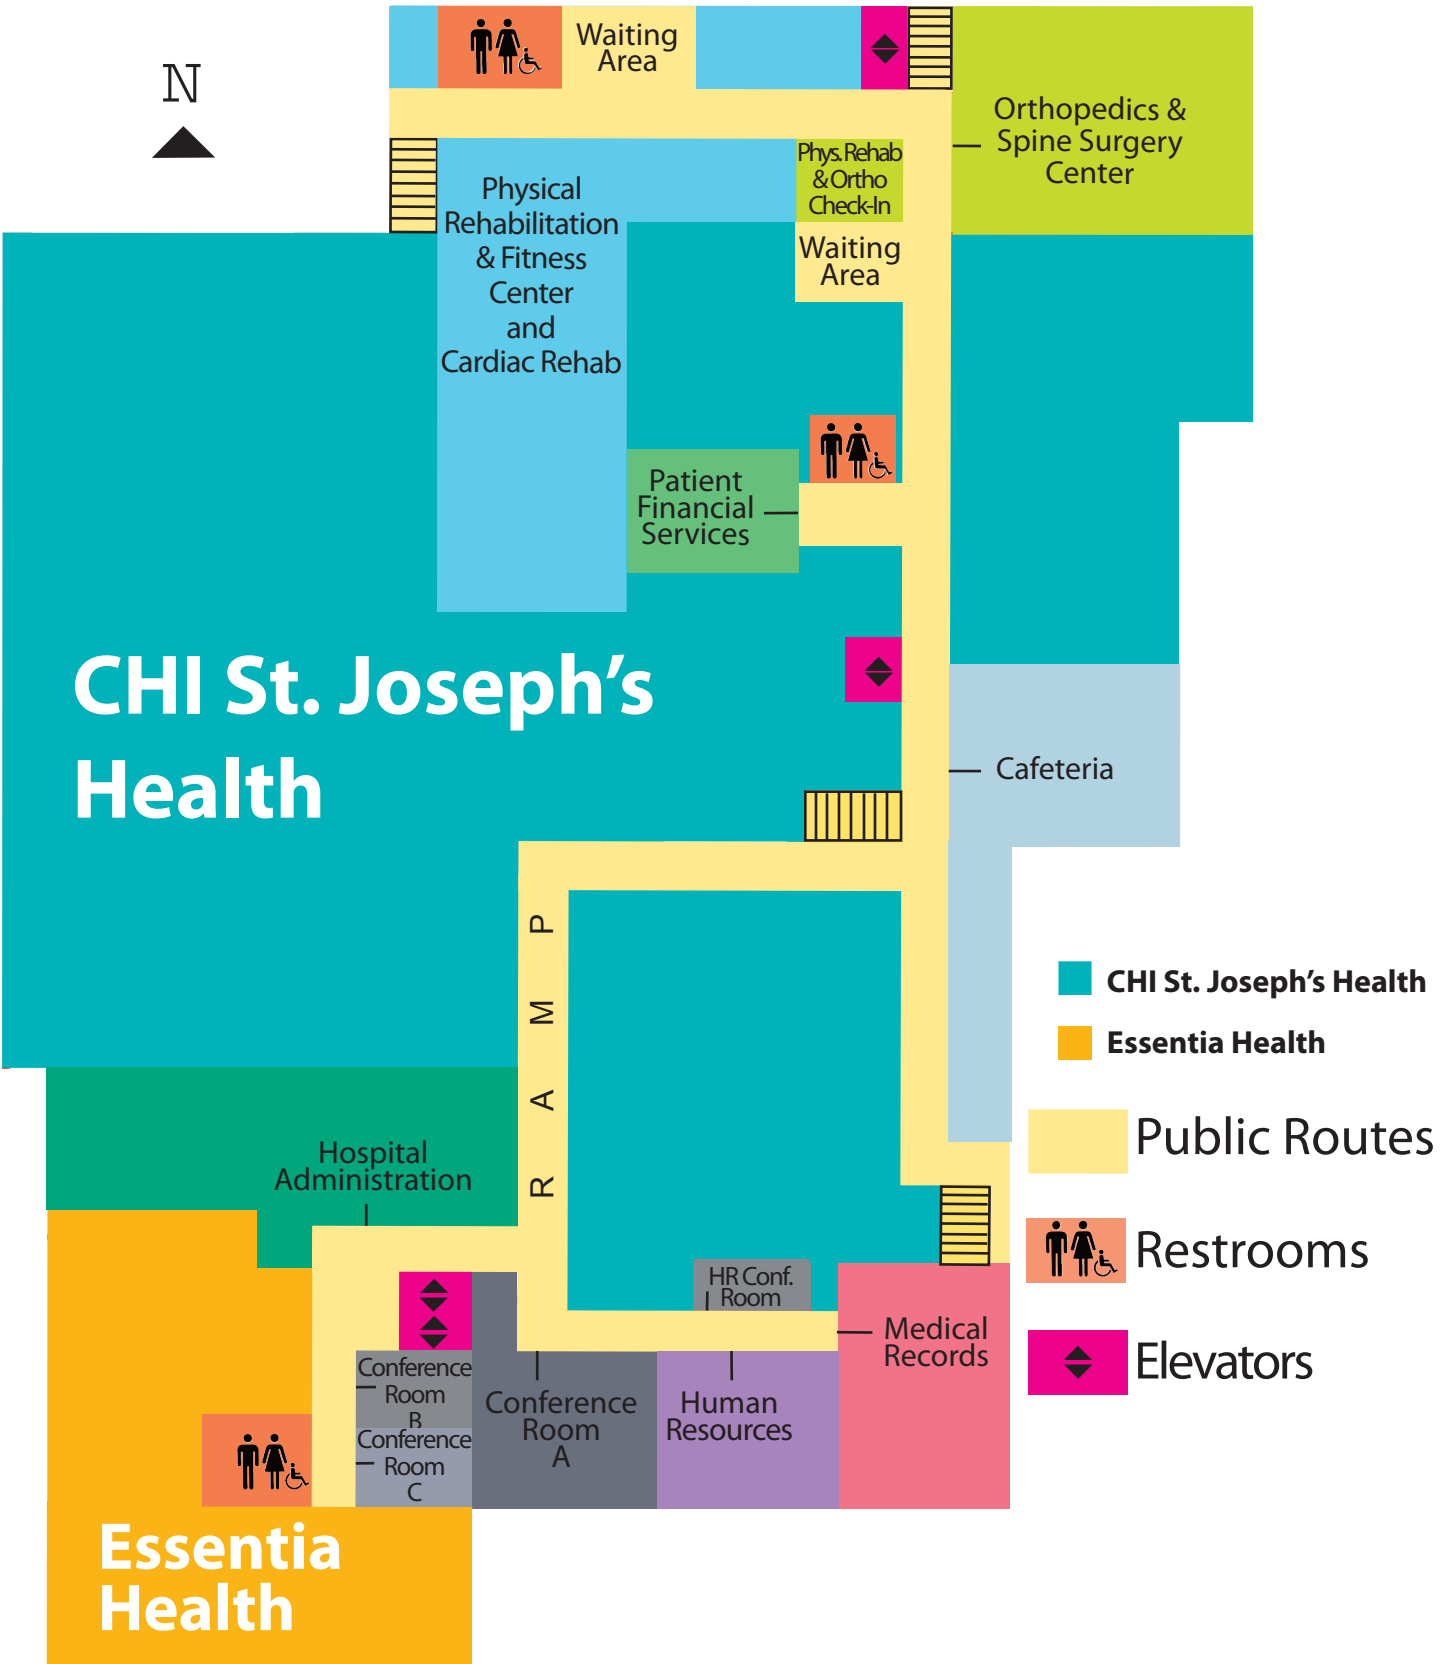 N
Waiting
Area
Orthopedics &
Spine Surgery
Center
Phys. Rehab
& Ortho
Check-In
Physical
Rehabilitation
& Fitness
Center
and
Cardiac Rehab
Waiting
Area
Patient
Financial
Services
CHI St. Joseph’s
Health
Cafeteria
RAMP
CHI St. Joseph’s Health
Essentia Health
Public Routes
Restrooms
Elevators
Hospital
Administration
HR Conf.
Room
Medical
Records
Conference
Room
B
Conference
Room
C
Conference
Room
A
Human
Resources
Essentia
Health